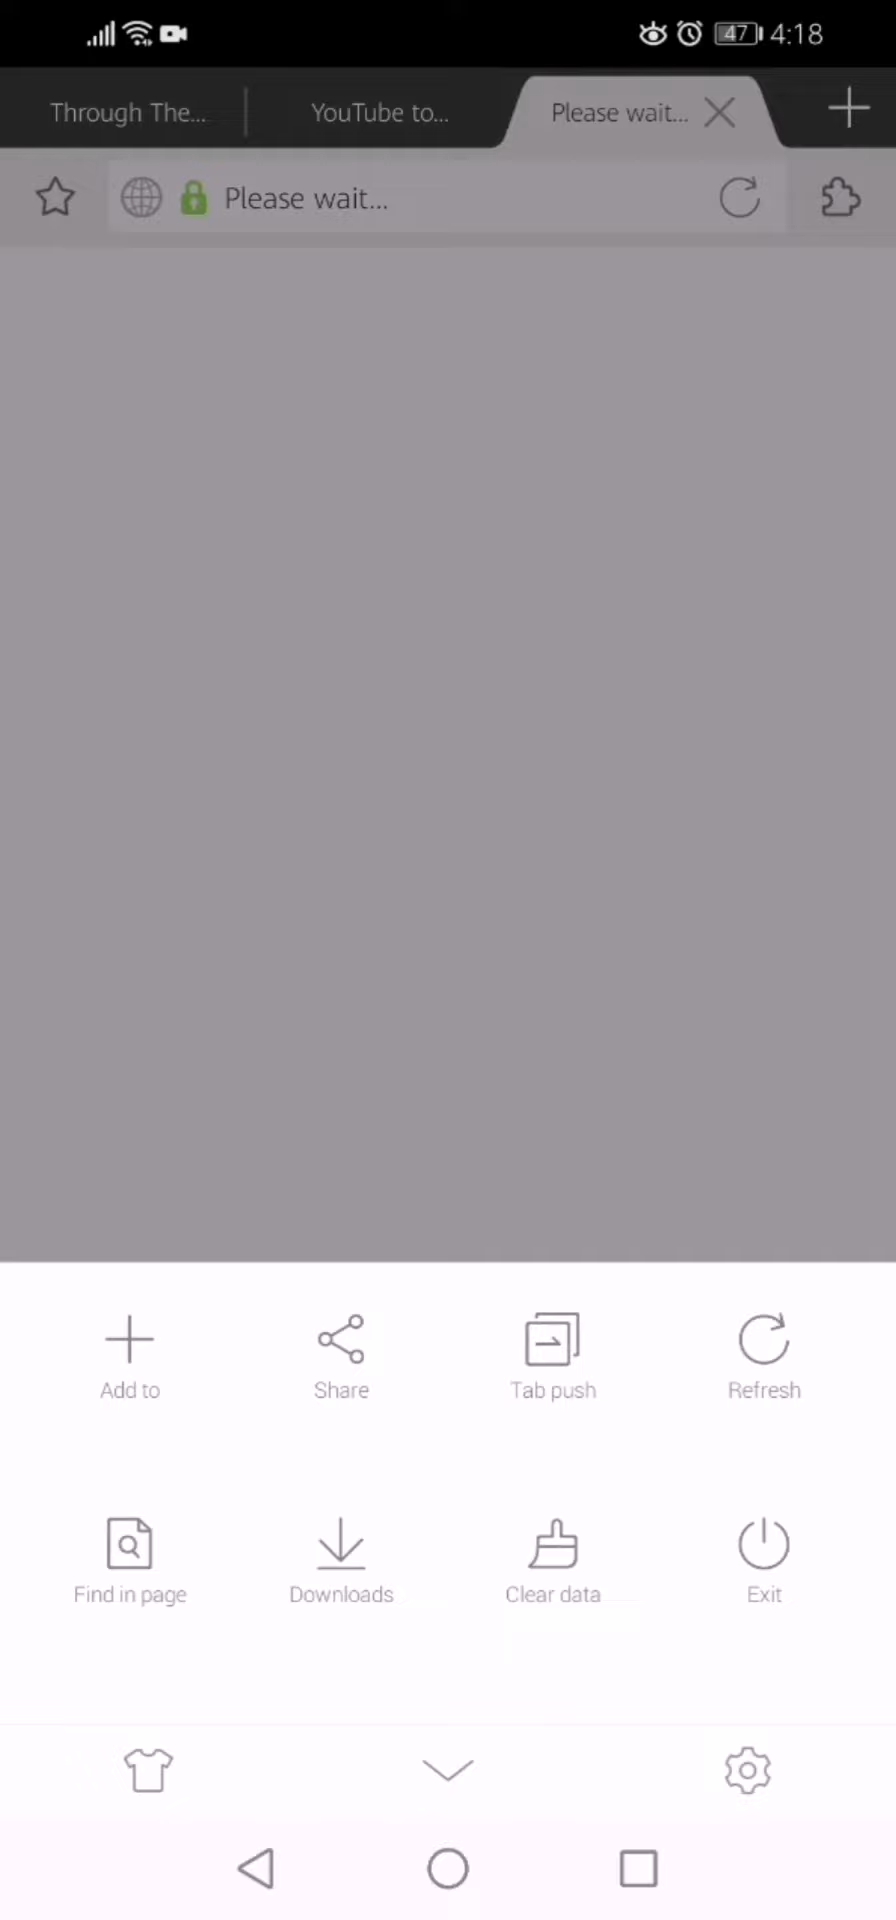 47 4:18
Through The... YouTube to... Please wait...
Please wait...
Add to Share Tab push Refresh
Find in page Downloads Clear data Exit